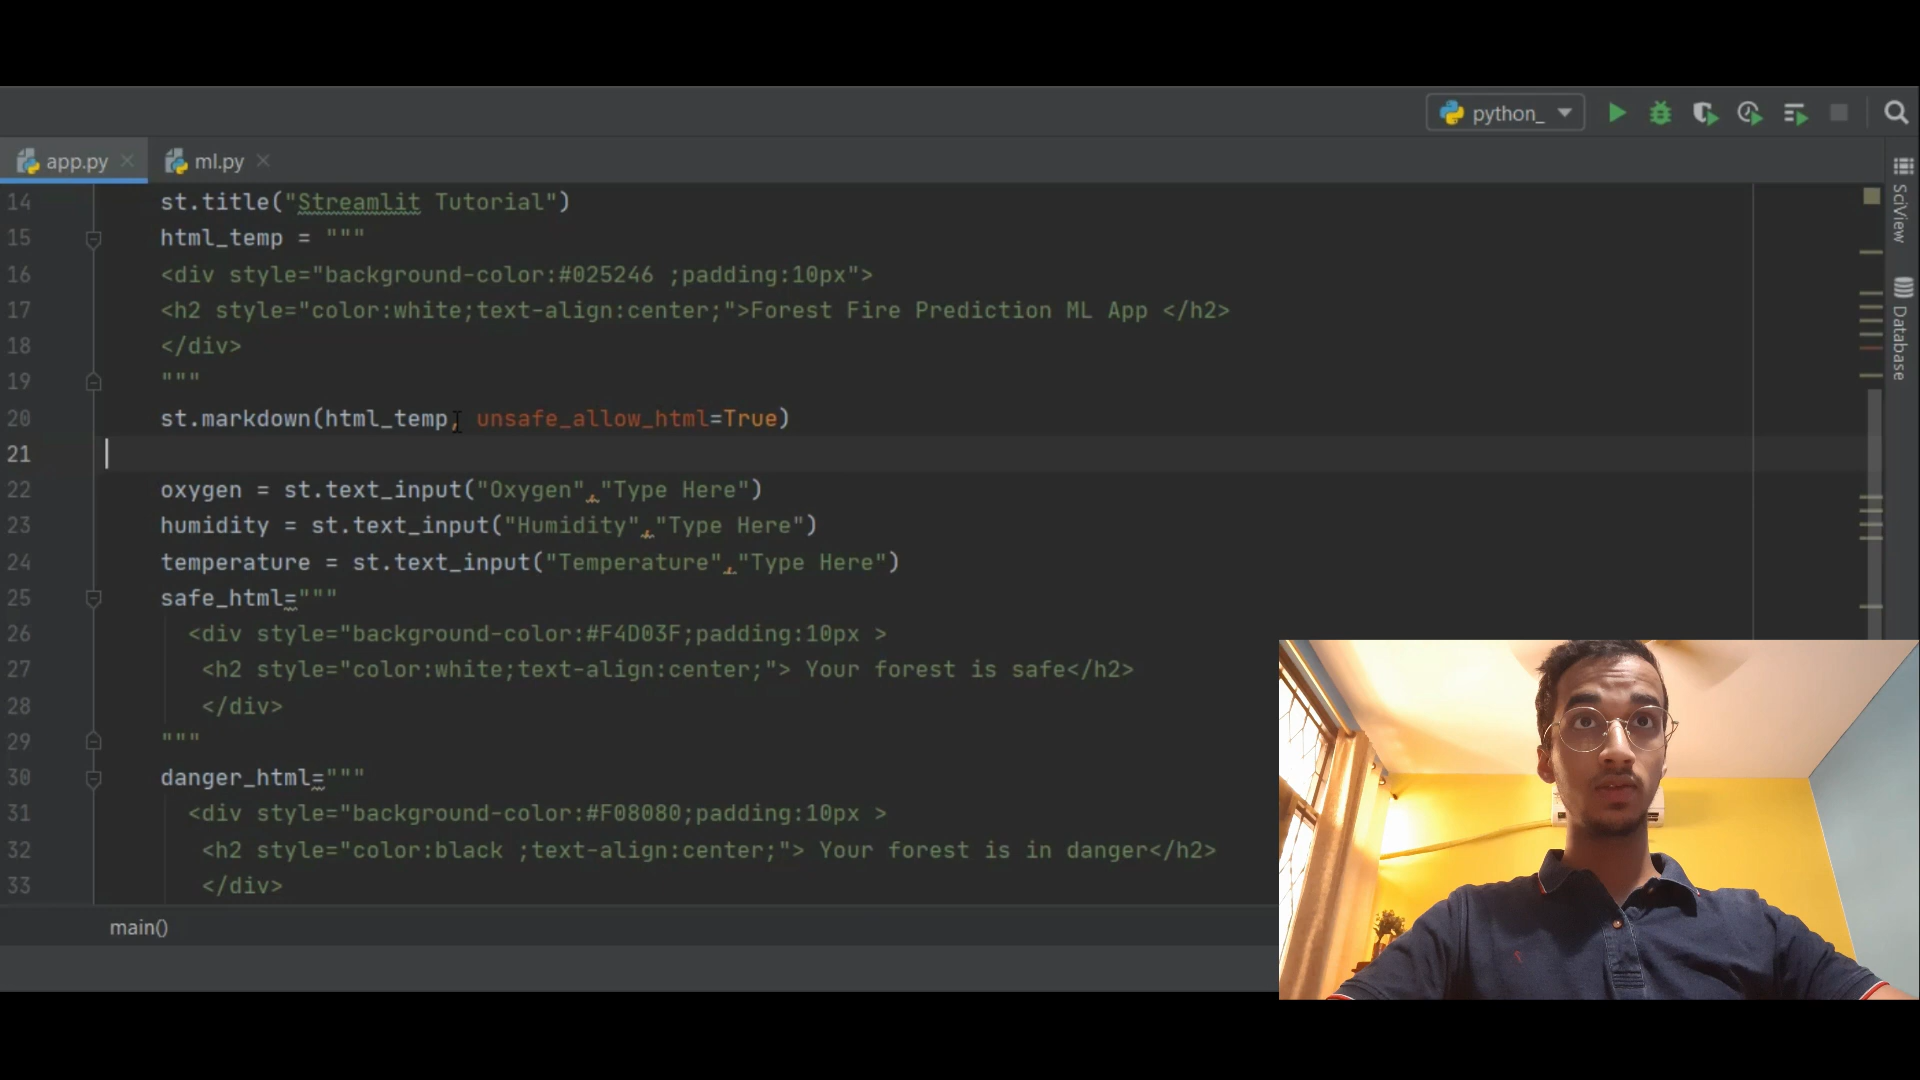 python_
app.py
ml.py
14 st.title("Streamlit Tutorial")
15 html_temp = """
16 <div style="background-color:#025246 ;padding:10px">
17 <h2 style="color:white;text-align:center;">Forest Fire Prediction ML App </h2>
18 </div>
19 """
20 st.markdown(html_temp, unsafe_allow_html=True)
21
22 oxygen = st.text_input("Oxygen","Type Here")
23 humidity = st.text_input("Humidity","Type Here")
24 temperature = st.text_input("Temperature","Type Here")
25 safe_html="""
26 <div style="background-color:#F4D03F;padding:10px >
27 <h2 style="color:white;text-align:center;"> Your forest is safe</h2>
28 </div>
29 """
30 danger_html="""
31 <div style="background-color:#F08080;padding:10px >
32 <h2 style="color:black ;text-align:center;"> Your forest is in danger</h2>
33 </div>
main()
SciView
Database